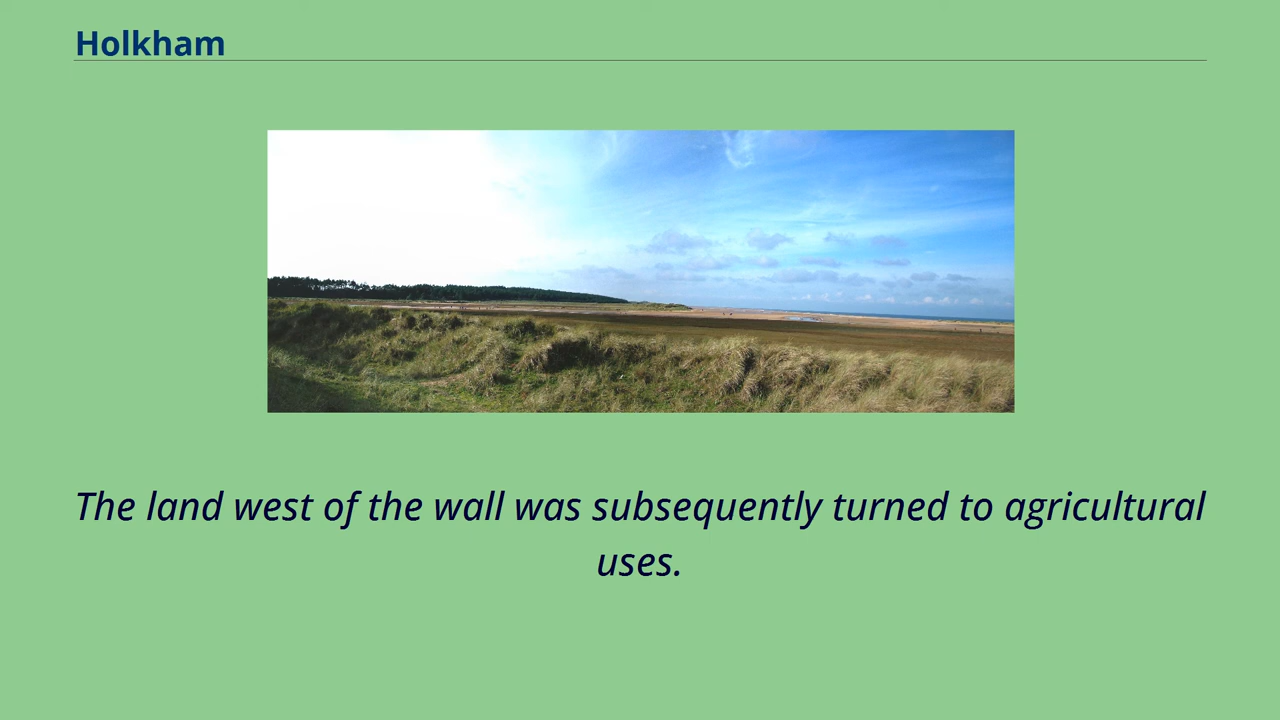 Holkham
The land west of the wall was subsequently turned to agricultural
uses.